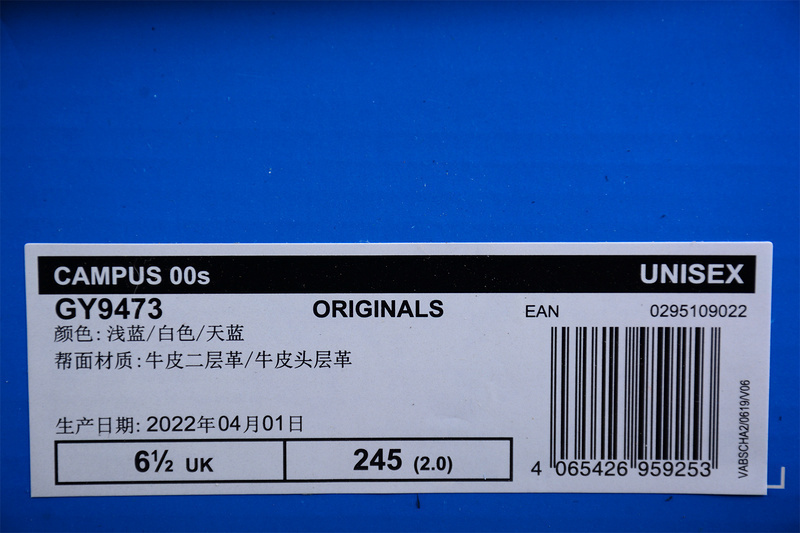 CAMPUS 00s UNISEX
GY9473 ORIGINALS EAN 0295109022
颜色: 浅蓝/白色/天蓝
帮面材质: 牛皮二层革/牛皮头层革
生产日期: 2022年04月01日
6½ UK 245 (2.0)
4 065426 959253
VABSCHA2/0619/V06